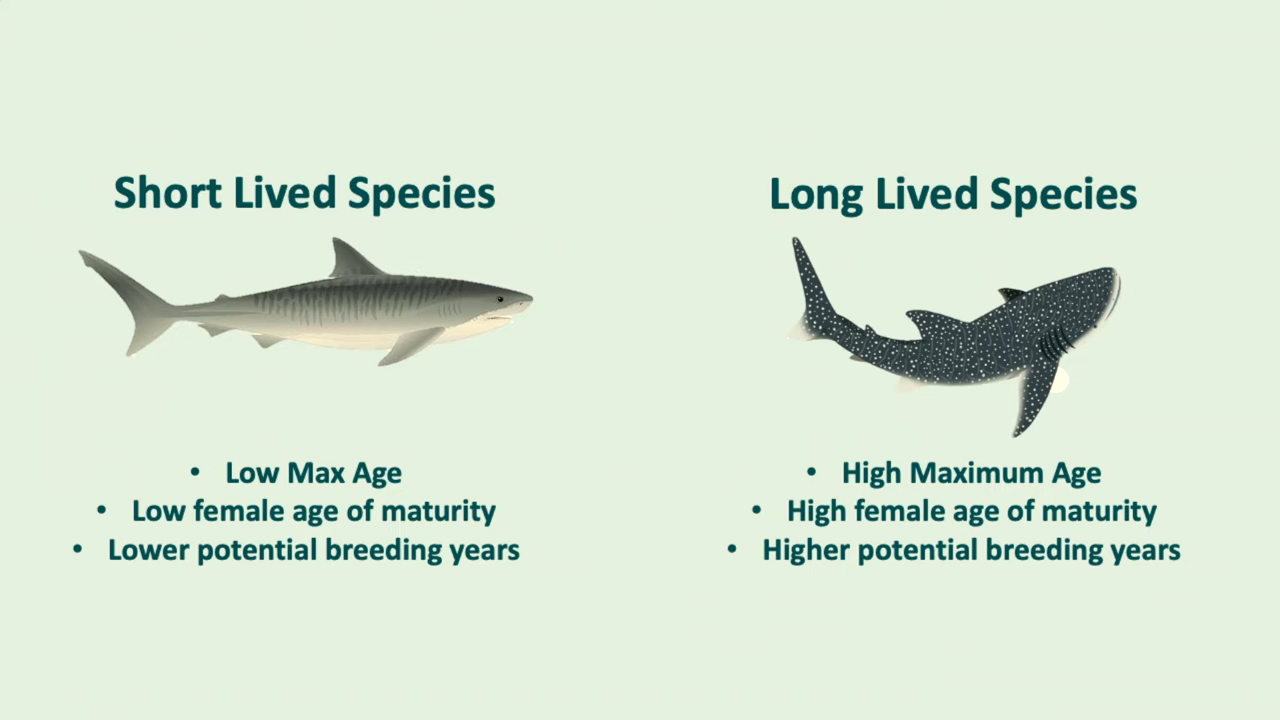 Short Lived Species
• Low Max Age
• Low female age of maturity
• Lower potential breeding years
Long Lived Species
• High Maximum Age
• High female age of maturity
• Higher potential breeding years